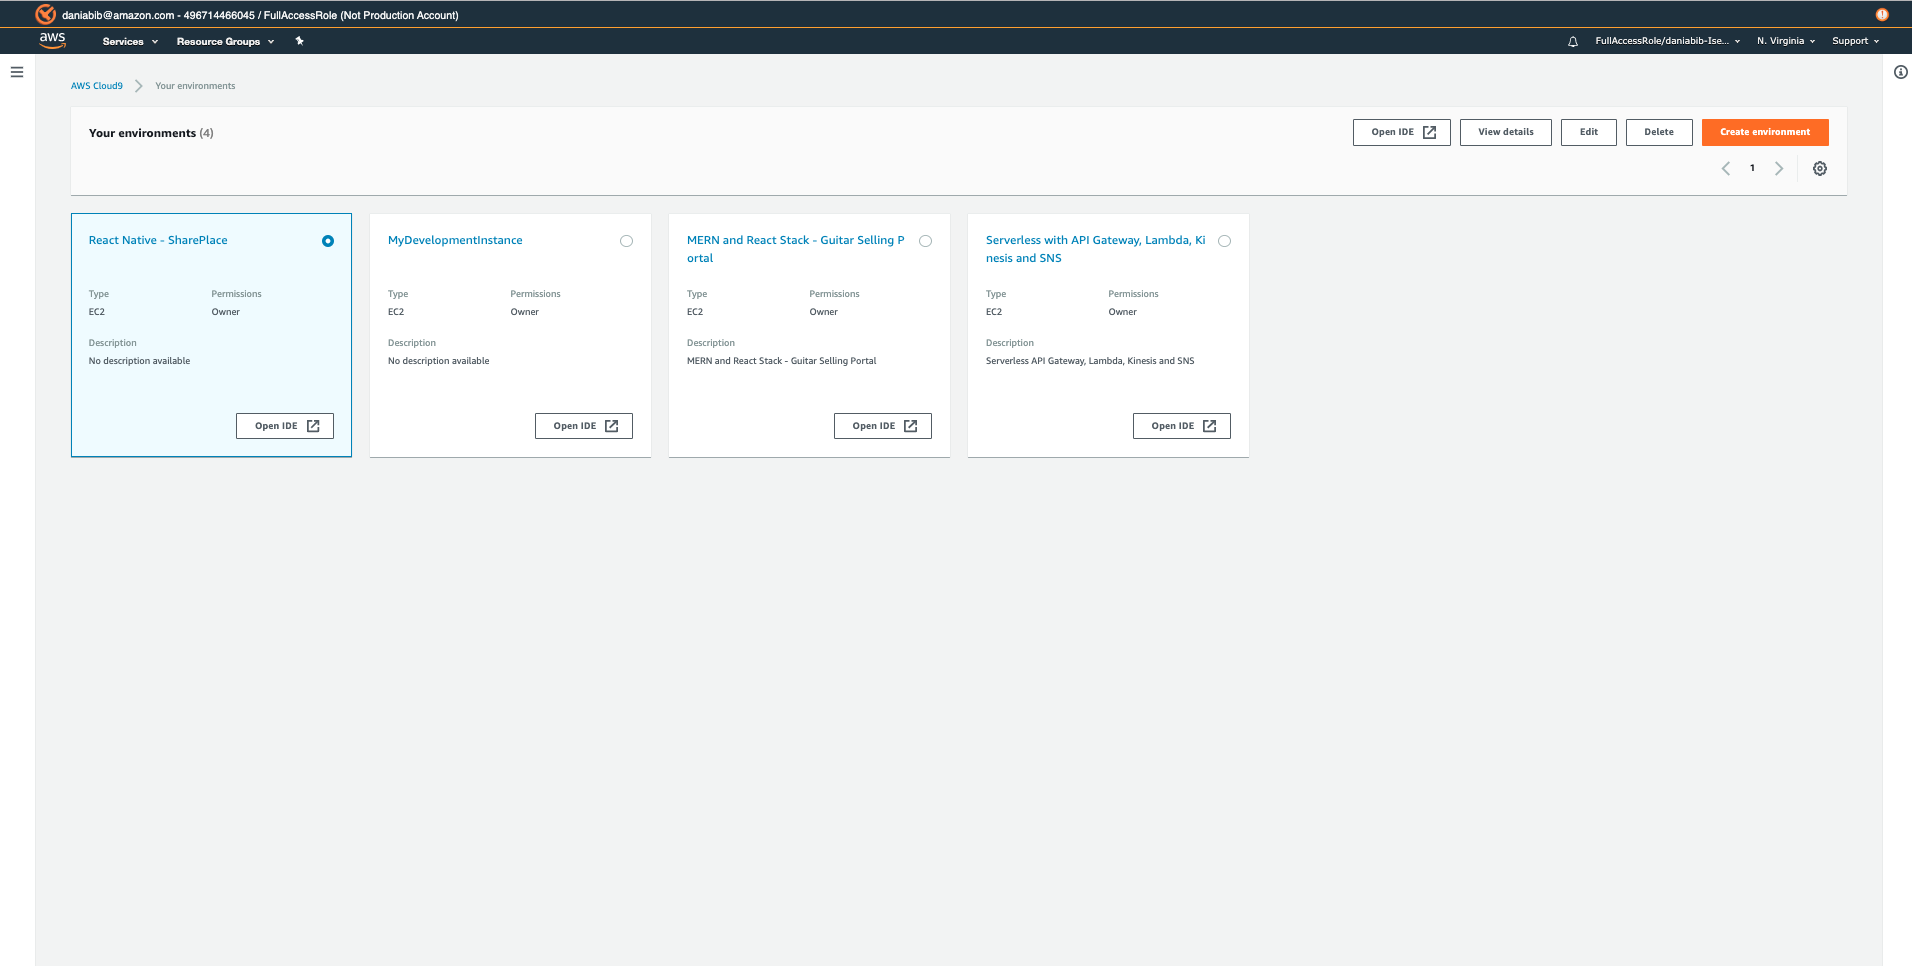 daniabib@amazon.com - 496714466045 / FullAccessRole (Not Production Account)
aws
Services
Resource Groups
FullAccessRole/daniabib-Ise...
N. Virginia
Support
AWS Cloud9
Your environments
Your environments (4)
Open IDE
View details
Edit
Delete
Create environment
1
React Native - SharePlace
Type
Permissions
EC2
Owner
Description
No description available
Open IDE
MyDevelopmentInstance
Type
Permissions
EC2
Owner
Description
No description available
Open IDE
MERN and React Stack - Guitar Selling P
ortal
Type
Permissions
EC2
Owner
Description
MERN and React Stack - Guitar Selling Portal
Open IDE
Serverless with API Gateway, Lambda, Ki
nesis and SNS
Type
Permissions
EC2
Owner
Description
Serverless API Gateway, Lambda, Kinesis and SNS
Open IDE